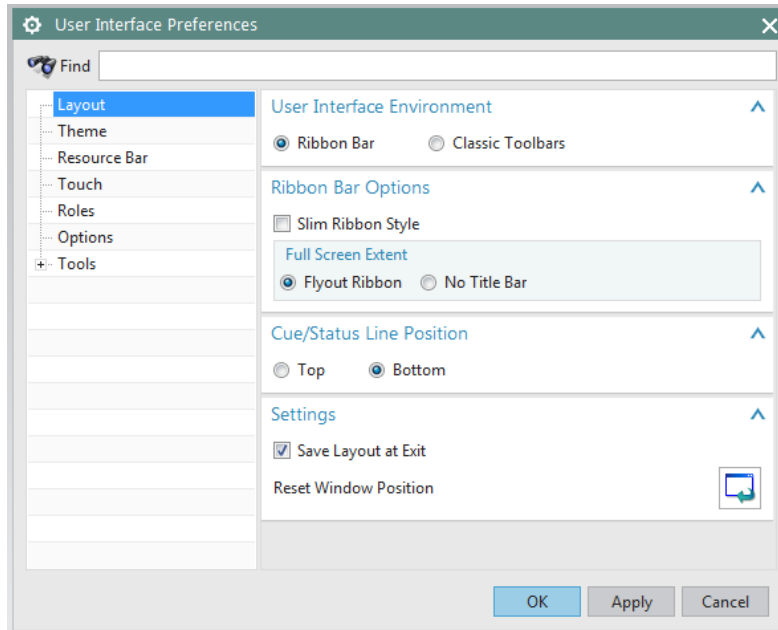 User Interface Preferences
Find
Layout
Theme
Resource Bar
Touch
Roles
Options
Tools
User Interface Environment
Ribbon Bar Classic Toolbars
Ribbon Bar Options
Slim Ribbon Style
Full Screen Extent
Flyout Ribbon No Title Bar
Cue/Status Line Position
Top Bottom
Settings
Save Layout at Exit
Reset Window Position
OK Apply Cancel